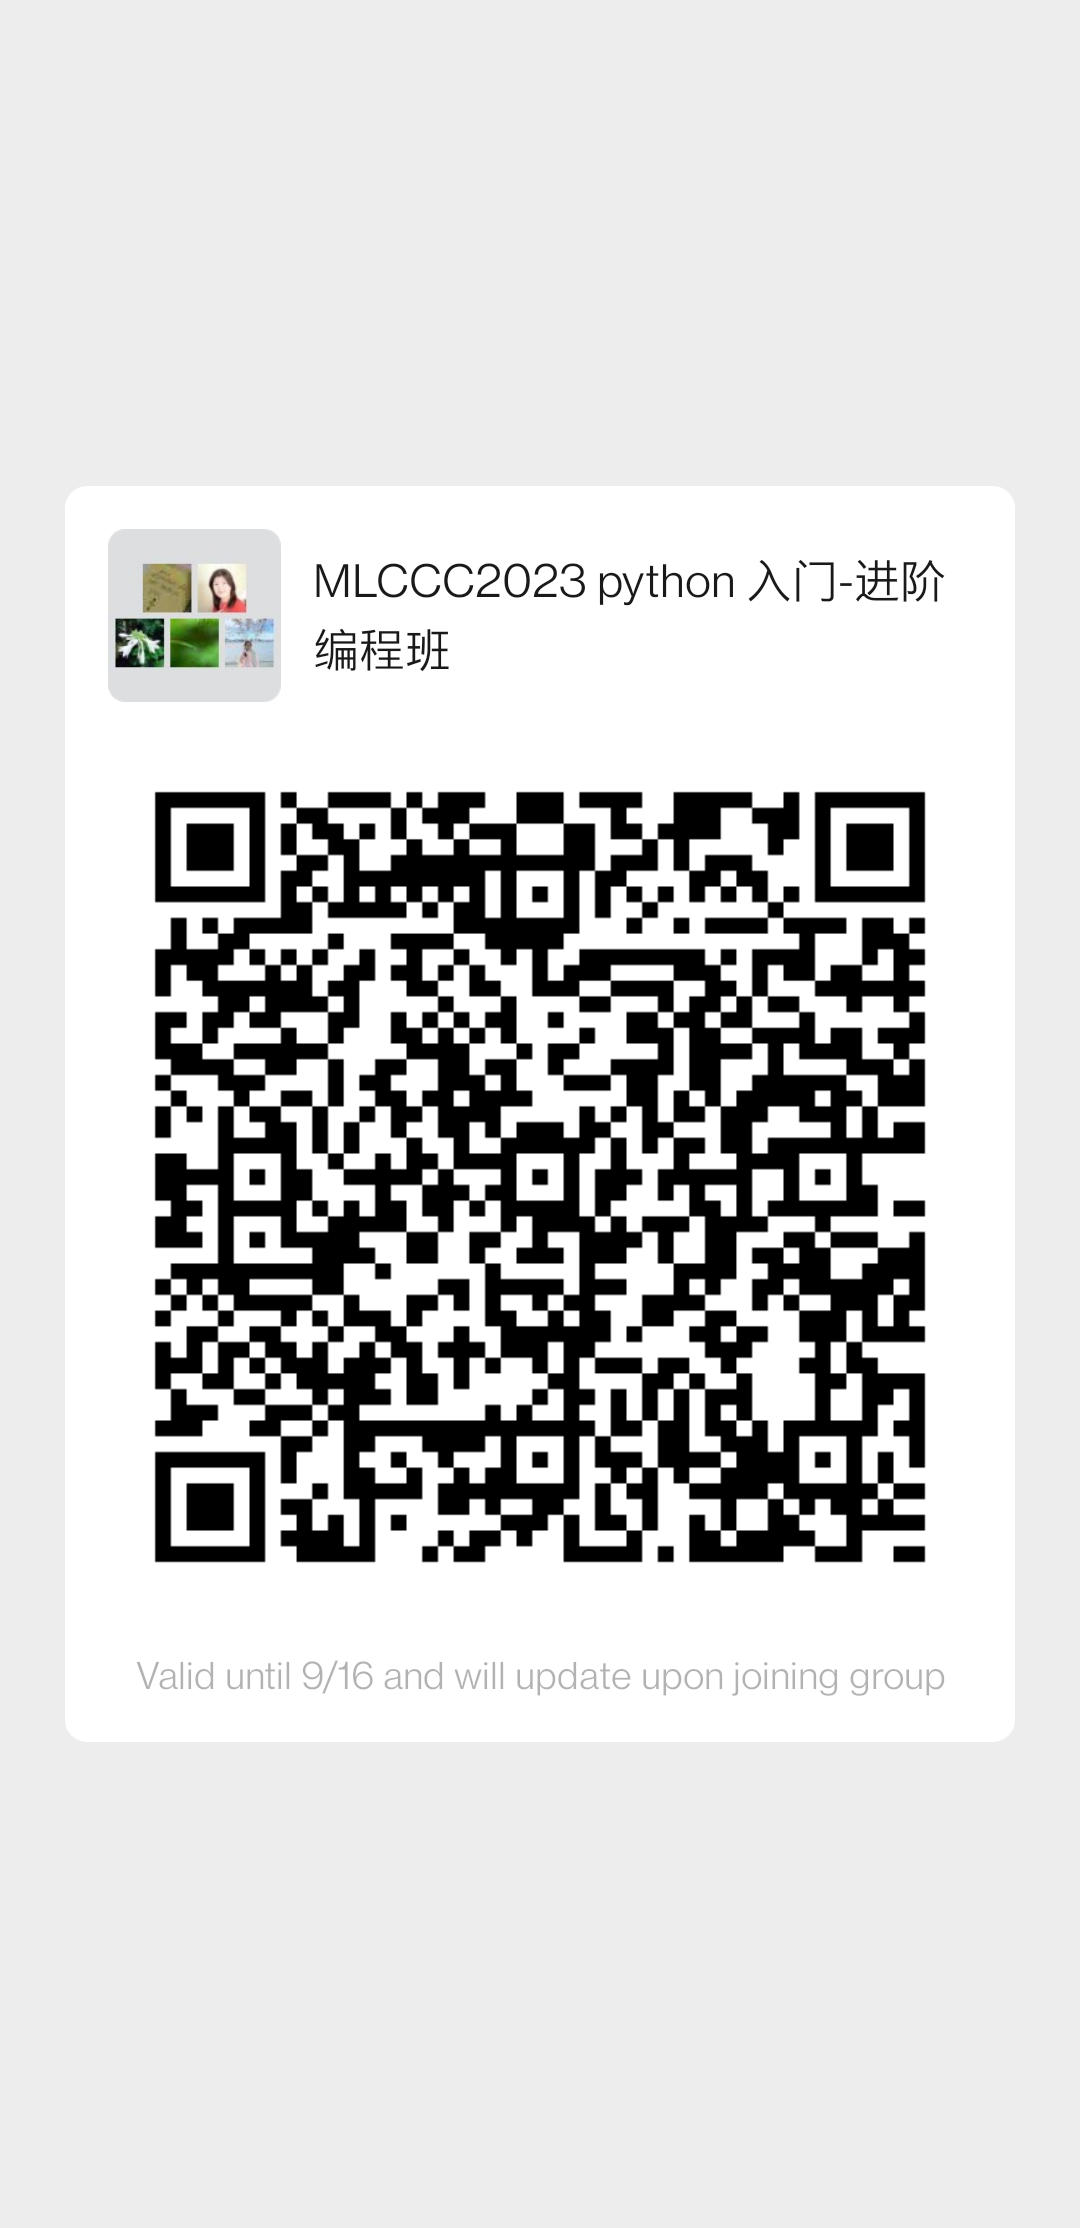 MLCCC2023 python 入门-进阶
编程班
Valid until 9/16 and will update upon joining group